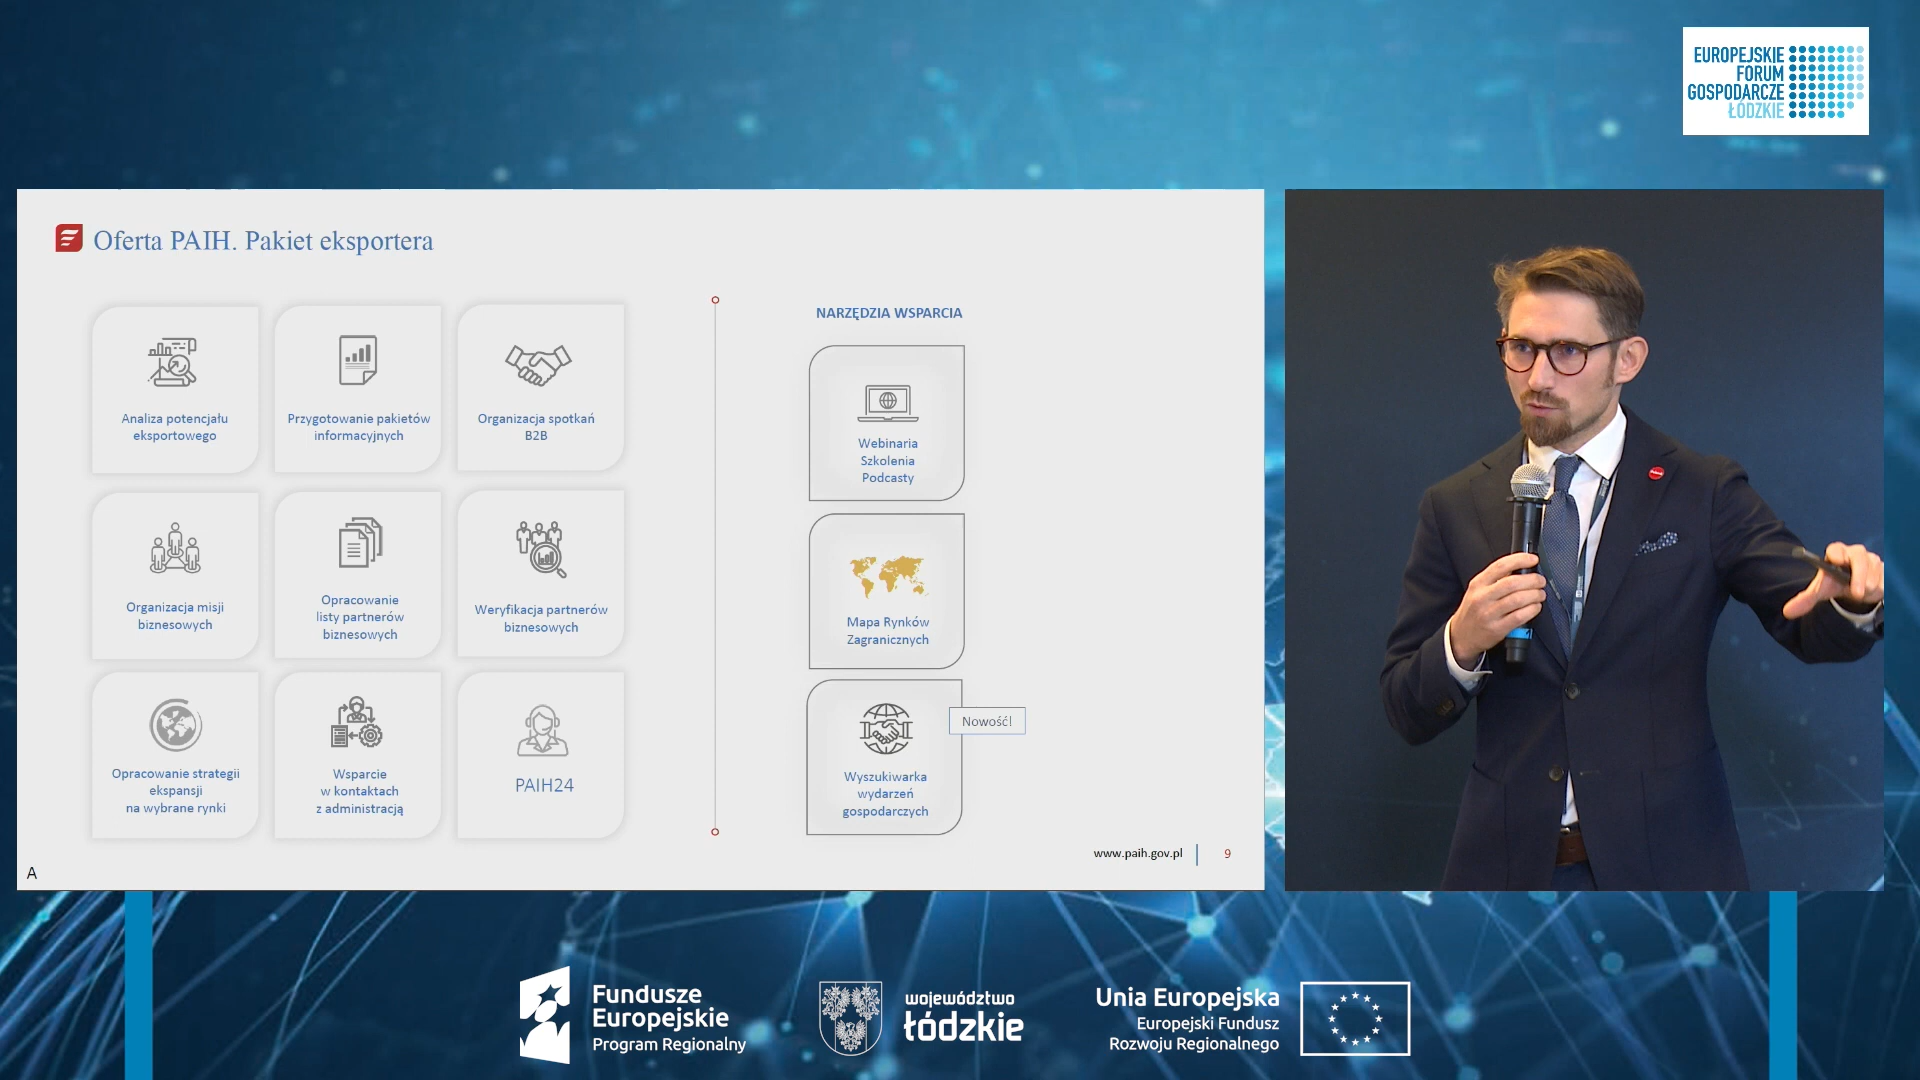 EUROPEJSKIE
FORUM
GOSPODARCZE
ŁÓDZKIE
Oferta PAIH. Pakiet eksportera
Analiza potencjału
eksportowego
Przygotowanie pakietów
informacyjnych
Organizacja spotkań
B2B
Organizacja misji
biznesowych
Opracowanie
listy partnerów
biznesowych
Weryfikacja partnerów
biznesowych
Opracowanie strategii
ekspansji
na wybrane rynki
Wsparcie
w kontaktach
z administracją
PAIH24
NARZĘDZIA WSPARCIA
Webinaria
Szkolenia
Podcasty
Mapa Rynków
Zagranicznych
Nowość!
Wyszukiwarka
wydarzeń
gospodarczych
www.paih.gov.pl
9
A
Fundusze
Europejskie
Program Regionalny
województwo
łódzkie
Unia Europejska
Europejski Fundusz
Rozwoju Regionalnego